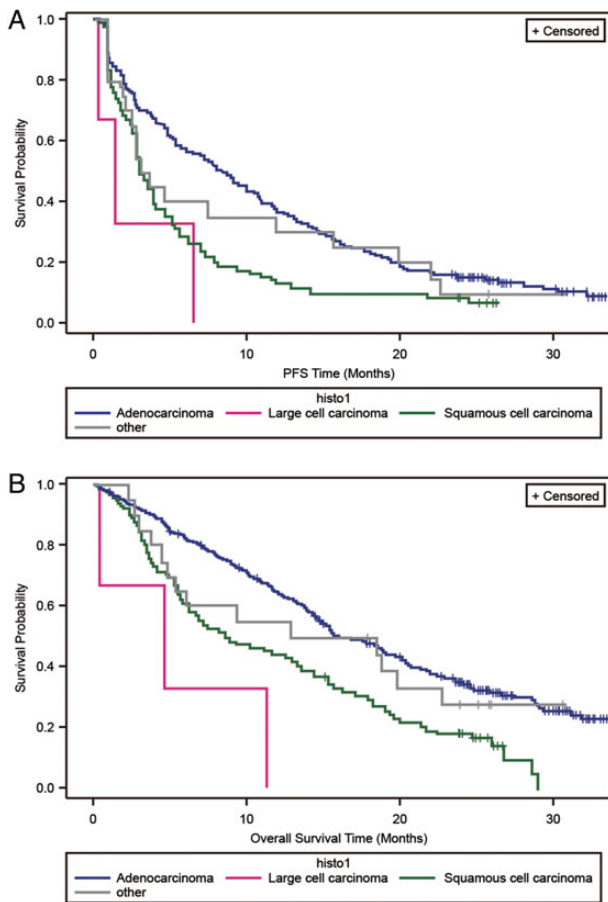 A
1.0
+ Censored
0.8
0.6
Survival Probability
0.4
0.2
0.0
0 10 20 30
PFS Time (Months)
histo1
Adenocarcinoma Large cell carcinoma Squamous cell carcinoma
other
B
1.0
+ Censored
0.8
0.6
Survival Probability
0.4
0.2
0.0
0 10 20 30
Overall Survival Time (Months)
histo1
Adenocarcinoma Large cell carcinoma Squamous cell carcinoma
other